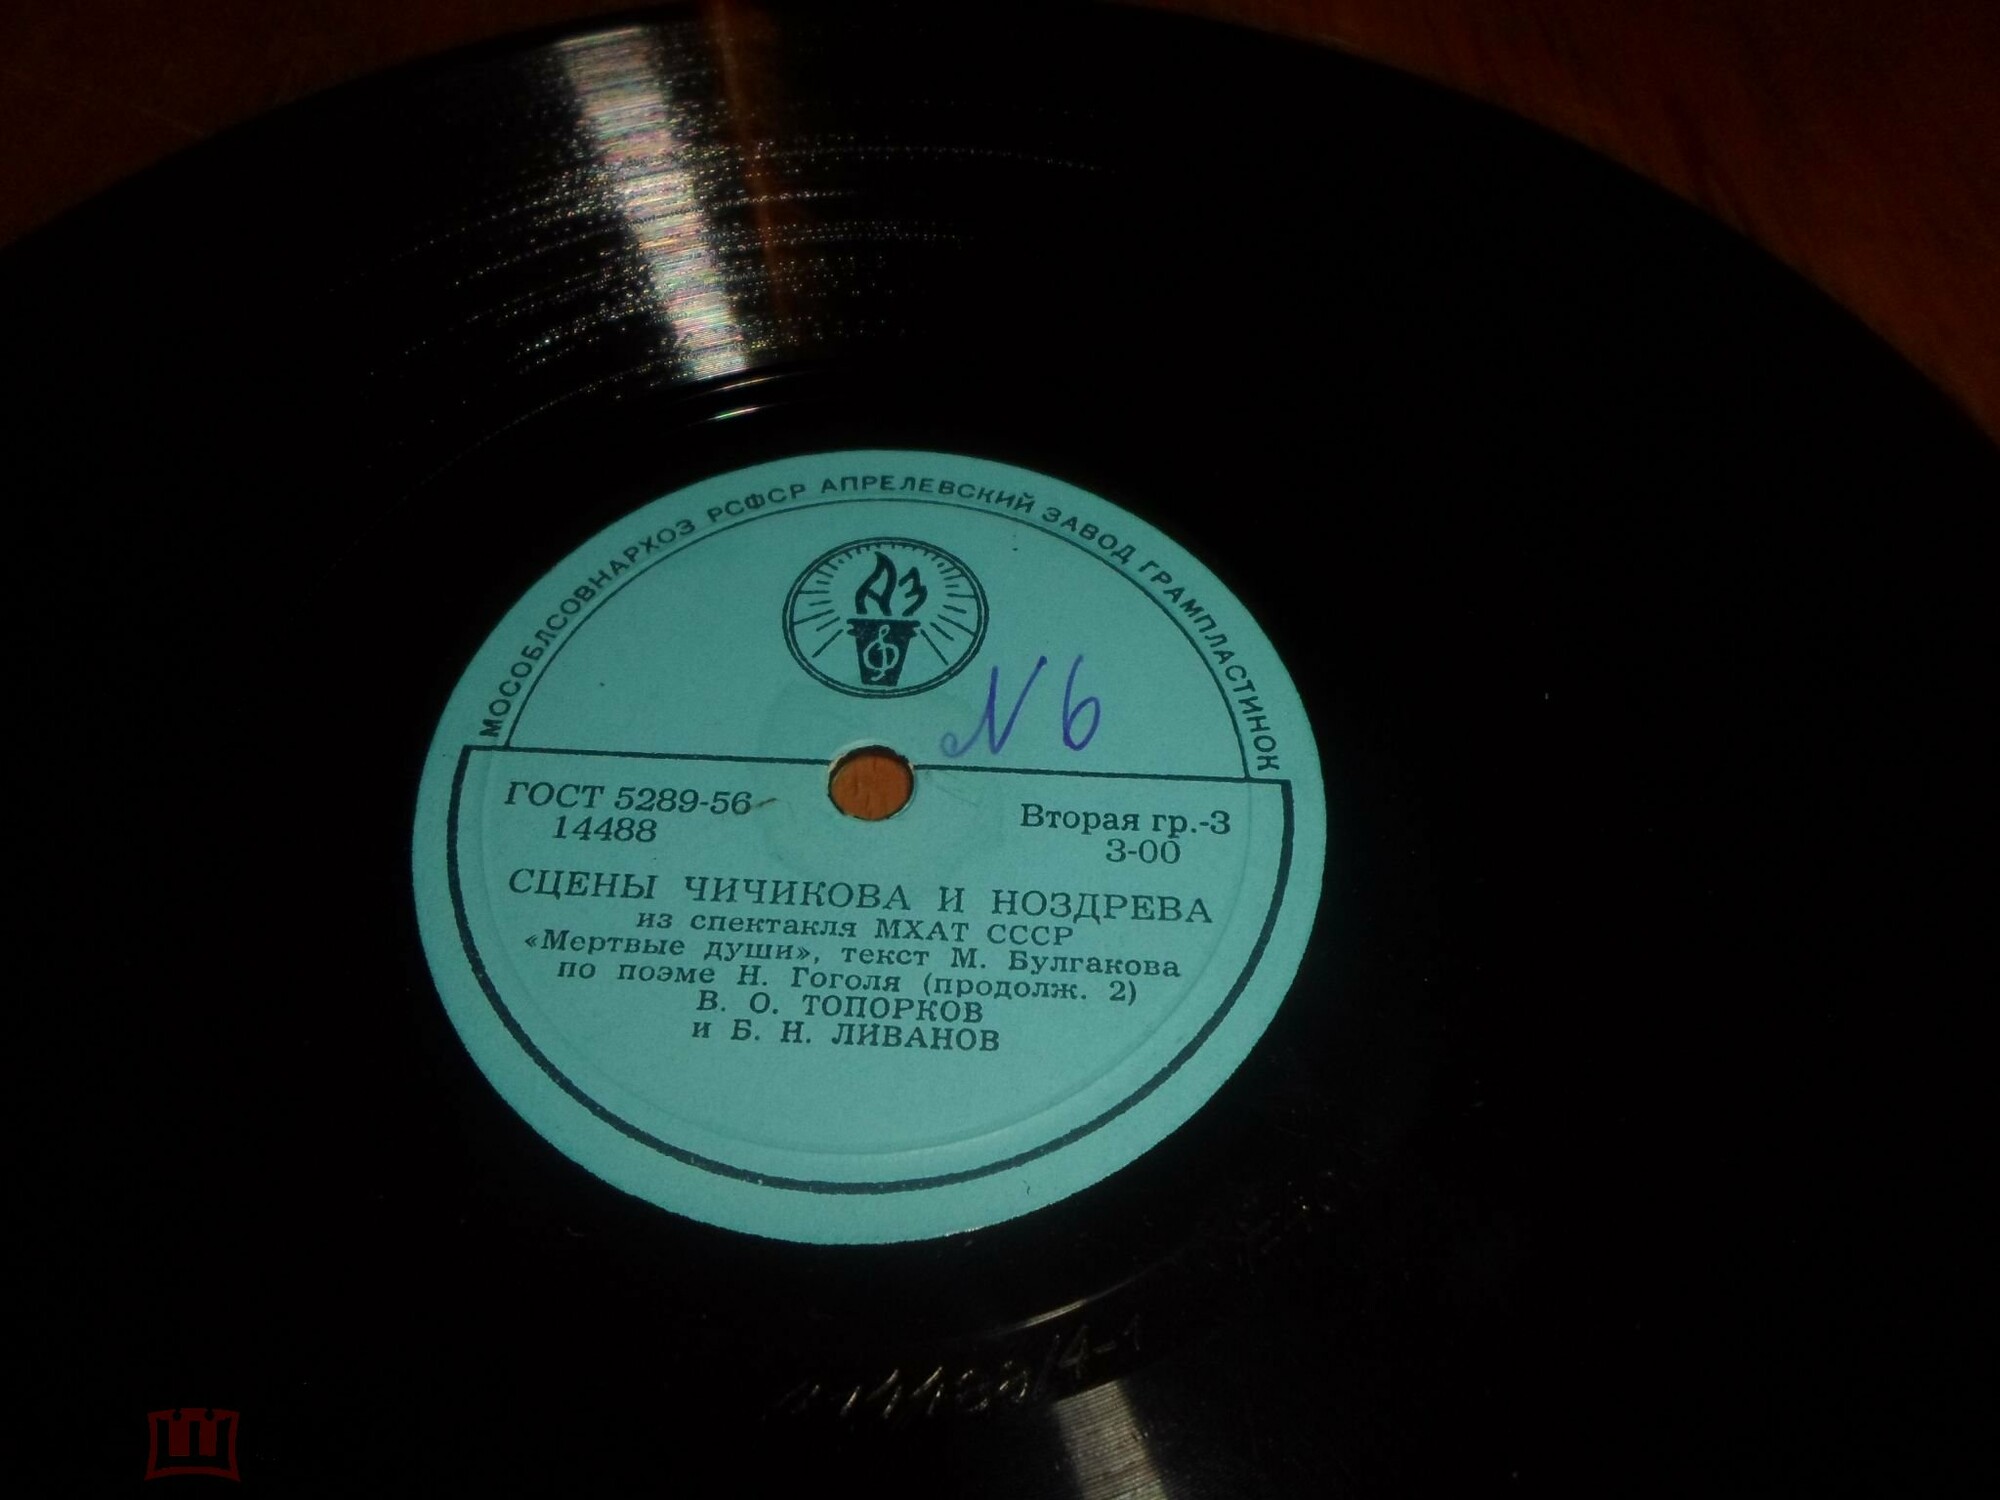 МОСОБЛСОВНАРХОЗ РСФСР АПРЕЛЕВСКИЙ ЗАВОД ГРАМПЛАСТИНОК
АЗ
N 6
ГОСТ 5289-56
14488
Вторая гр.-3
3-00
СЦЕНЫ ЧИЧИКОВА И НОЗДРЕВА
из спектакля МХАТ СССР
«Мертвые души», текст М. Булгакова
по поэме Н. Гоголя (продолж. 2)
В. О. ТОПОРКОВ
и Б. Н. ЛИВАНОВ